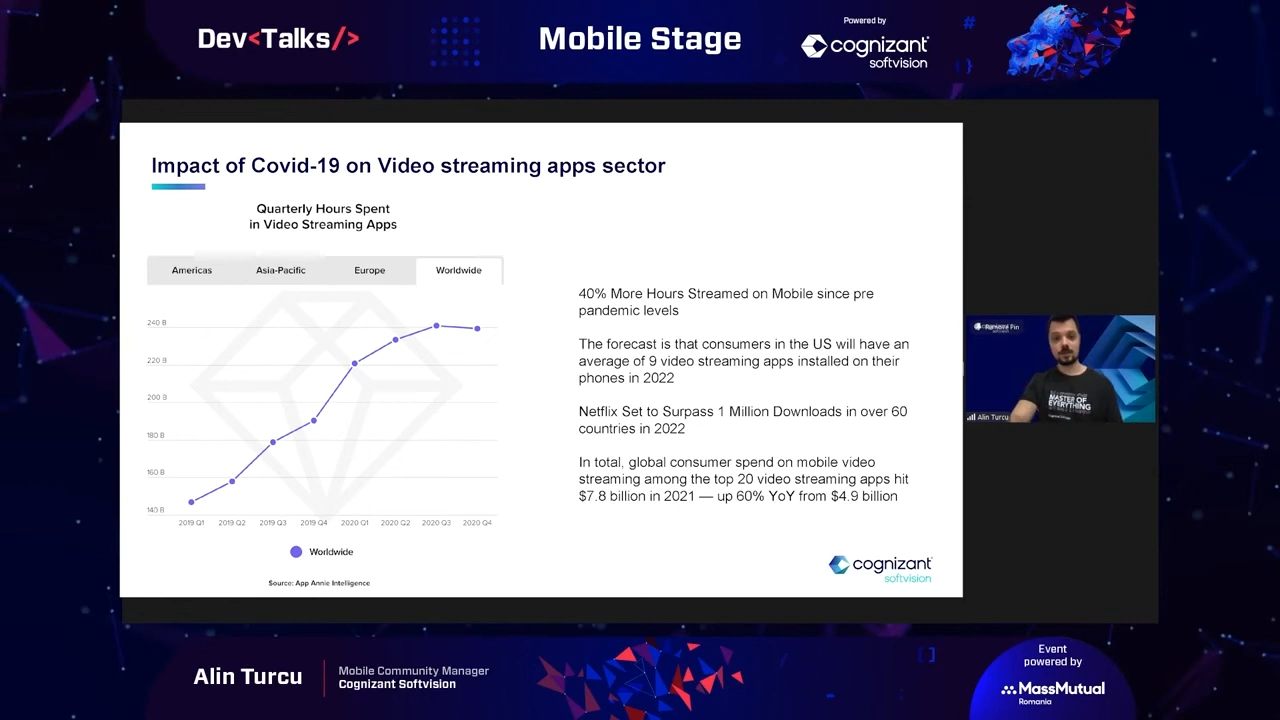 Dev<Talks/>
Mobile Stage
Powered by
cognizant
softvision
Impact of Covid-19 on Video streaming apps sector
Quarterly Hours Spent
in Video Streaming Apps
Americas
Asia-Pacific
Europe
Worldwide
240 B
220 B
200 B
180 B
160 B
140 B
2019 Q1
2019 Q2
2019 Q3
2019 Q4
2020 Q1
2020 Q2
2020 Q3
2020 Q4
Worldwide
Source: App Annie Intelligence
40% More Hours Streamed on Mobile since pre
pandemic levels
The forecast is that consumers in the US will have an
average of 9 video streaming apps installed on their
phones in 2022
Netflix Set to Surpass 1 Million Downloads in over 60
countries in 2022
In total, global consumer spend on mobile video
streaming among the top 20 video streaming apps hit
$7.8 billion in 2021 — up 60% YoY from $4.9 billion
cognizant
softvision
Pin
MASTER OF
EVERYTHING
Alin Turcu
Alin Turcu
Mobile Community Manager
Cognizant Softvision
Event
powered by
MassMutual
Romania